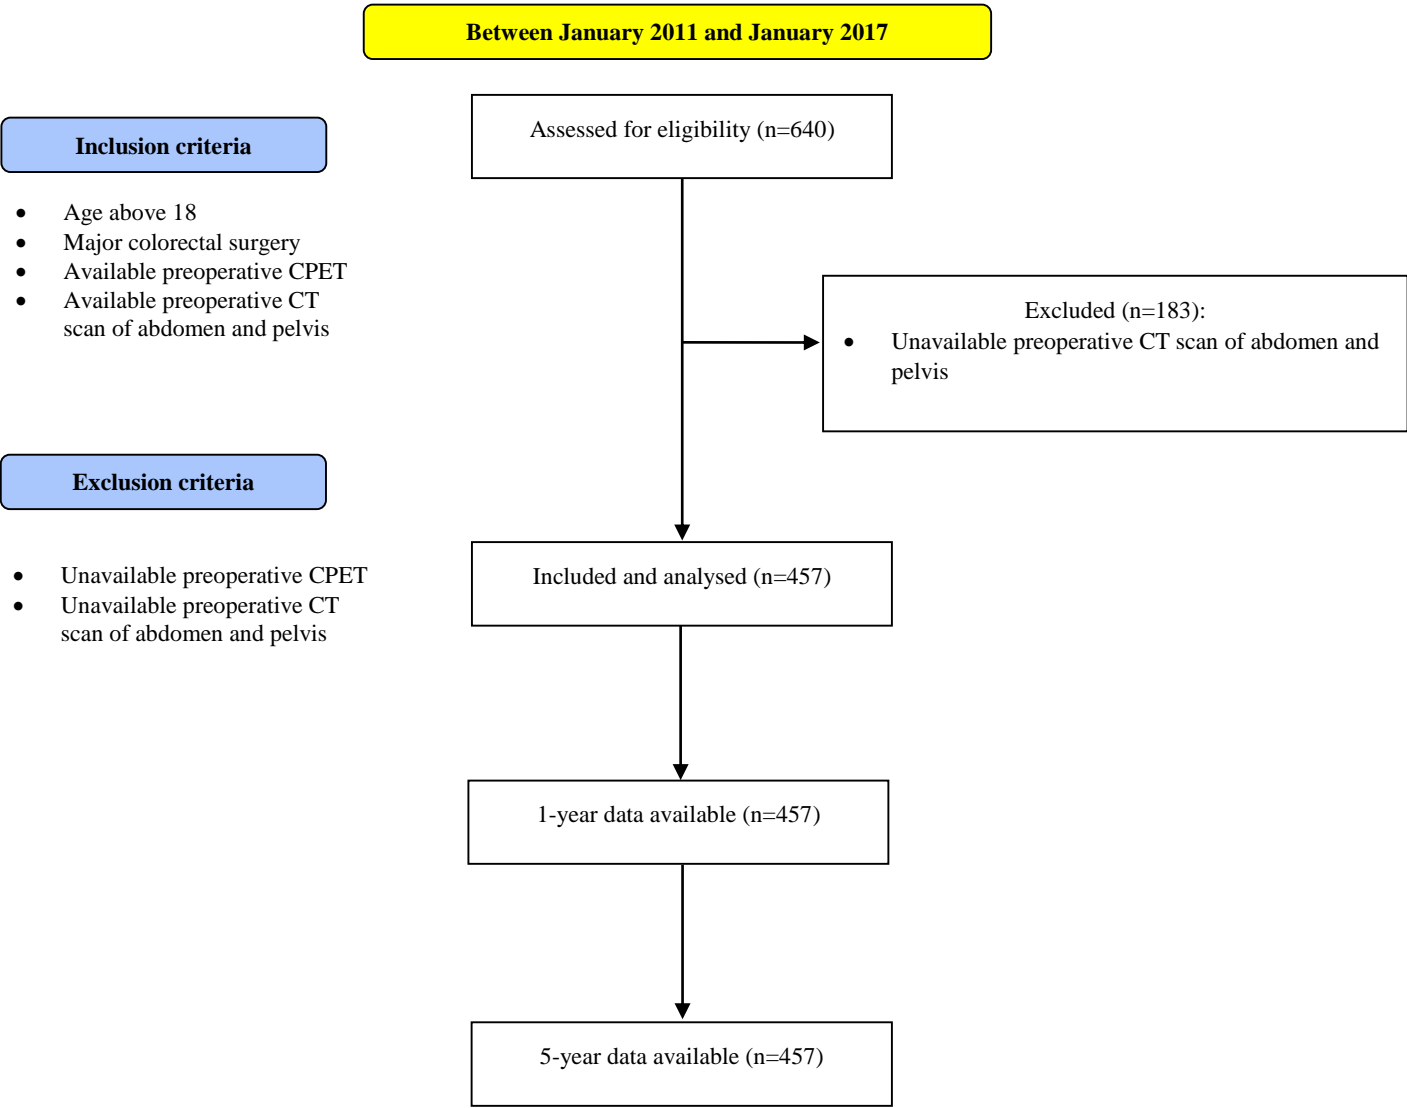 Between January 2011 and January 2017
Assessed for eligibility (n=640)
Inclusion criteria
• Age above 18
• Major colorectal surgery
• Available preoperative CPET
• Available preoperative CT
scan of abdomen and pelvis
Excluded (n=183):
• Unavailable preoperative CT scan of abdomen and
pelvis
Exclusion criteria
• Unavailable preoperative CPET
• Unavailable preoperative CT
scan of abdomen and pelvis
Included and analysed (n=457)
1-year data available (n=457)
5-year data available (n=457)